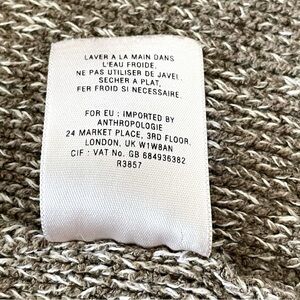 LAVER A LA MAIN DANS
L'EAU FROIDE.
NE PAS UTILISER DE JAVEL.
SECHER A PLAT,
FER FROID SI NECESSAIRE
FOR EU : IMPORTED BY
ANTHROPOLOGIE
24 MARKET PLACE, 3RD FLOOR,
LONDON, UK W1W8AN
CIF : VAT No. GB 684936382
R3857